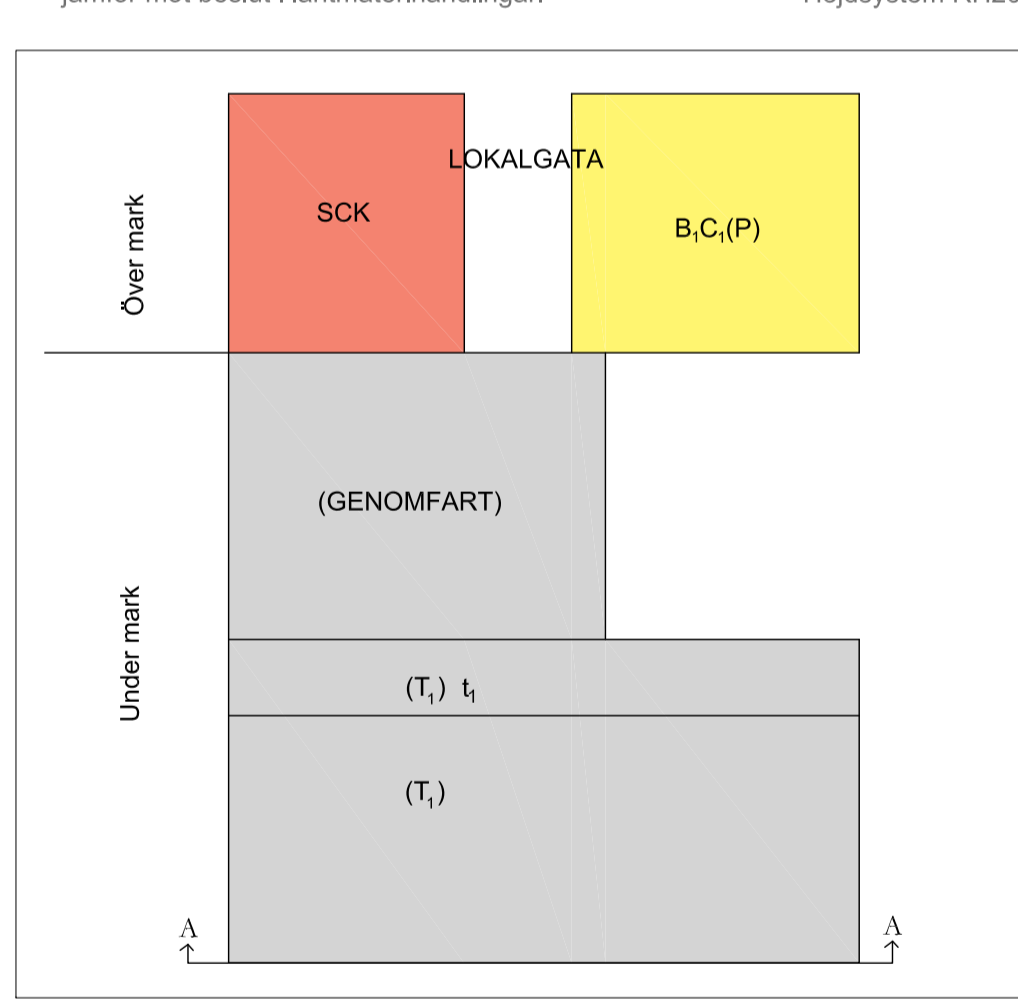 LOKALGATA
SCK
B₁C₁(P)
Över mark
(GENOMFART)
Under mark
(T₁) t₁
(T₁)
A
A